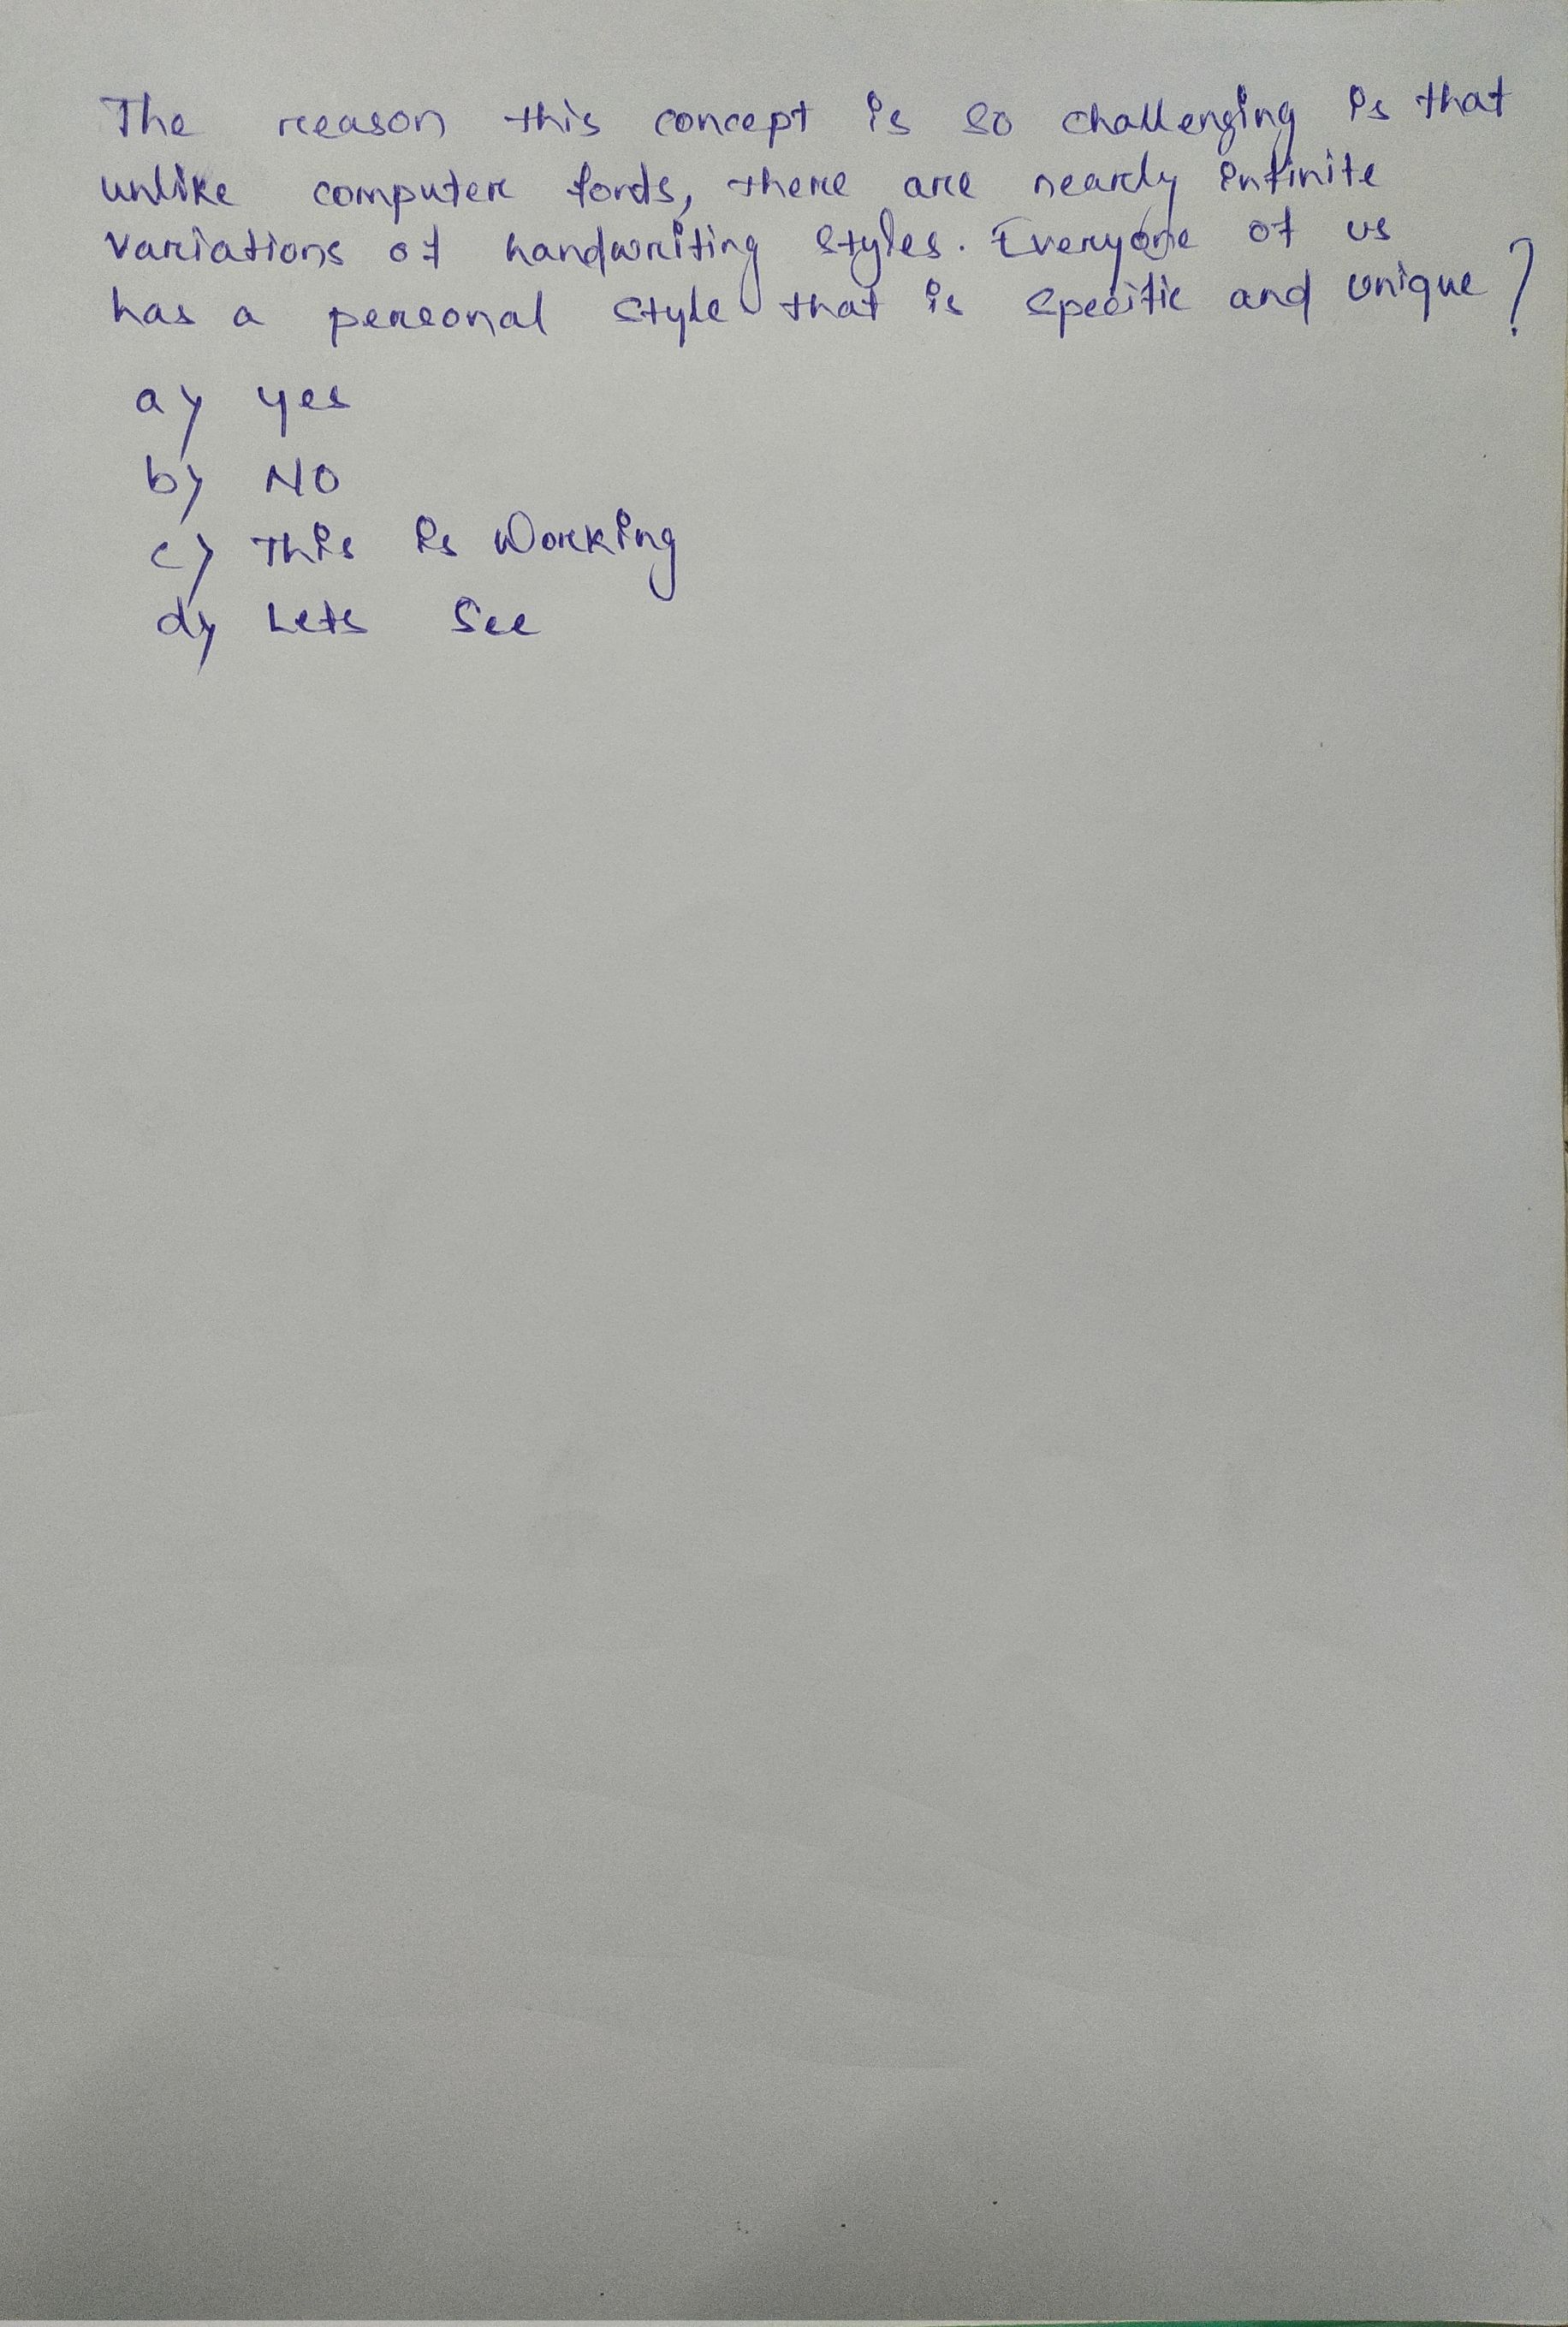 The reason this concept is so challenging is that
unlike computer fords, there are nearly infinite
variations of handwriting styles. Everyone of us
has a personal style that is specific and unique?
a) yes
b) NO
c) This is Working
d) Lets See